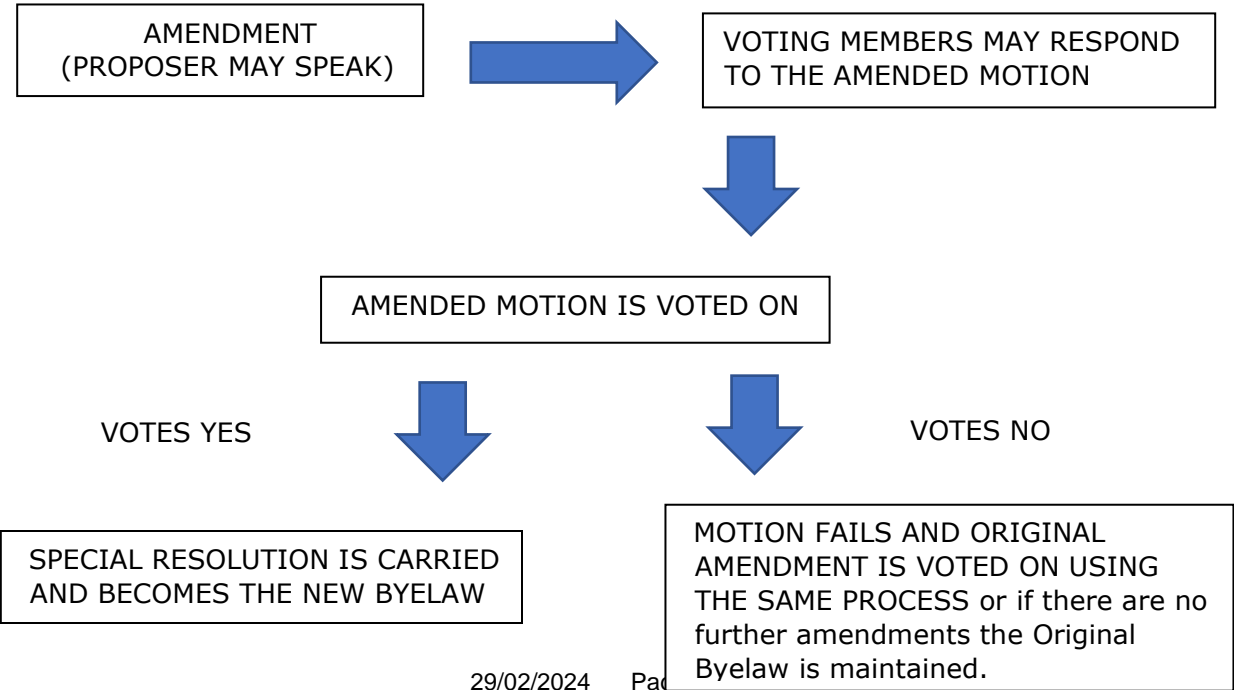 AMENDMENT
(PROPOSER MAY SPEAK)
VOTING MEMBERS MAY RESPOND
TO THE AMENDED MOTION
AMENDED MOTION IS VOTED ON
VOTES YES
VOTES NO
SPECIAL RESOLUTION IS CARRIED
AND BECOMES THE NEW BYELAW
MOTION FAILS AND ORIGINAL
AMENDMENT IS VOTED ON USING
THE SAME PROCESS or if there are no
further amendments the Original
Byelaw is maintained.
29/02/2024